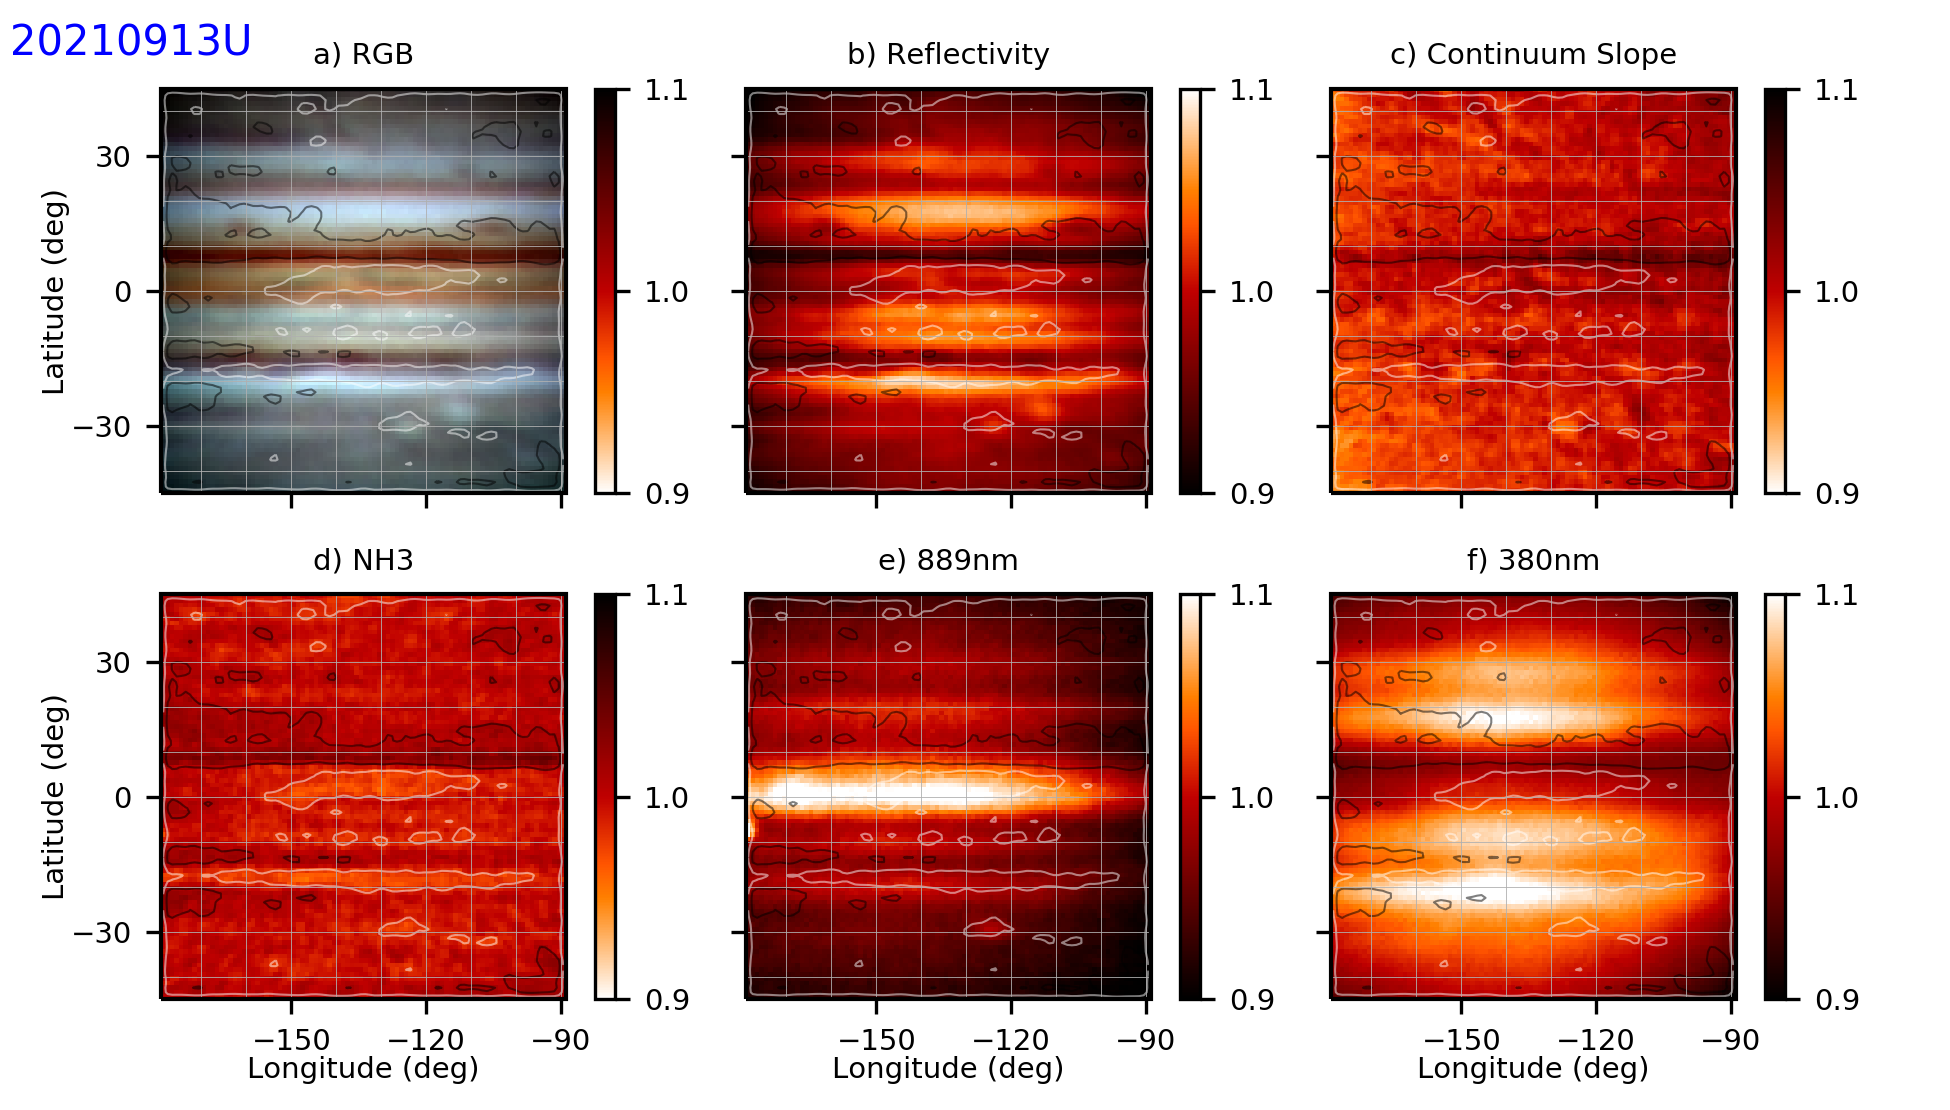 20210913U
a) RGB
b) Reflectivity
c) Continuum Slope
1.1
1.1
1.1
30
0
−30
Latitude (deg)
1.0
1.0
1.0
0.9
0.9
0.9
d) NH3
e) 889nm
f) 380nm
1.1
1.1
1.1
30
0
−30
Latitude (deg)
1.0
1.0
1.0
0.9
0.9
0.9
−150 −120 −90
−150 −120 −90
−150 −120 −90
Longitude (deg)
Longitude (deg)
Longitude (deg)